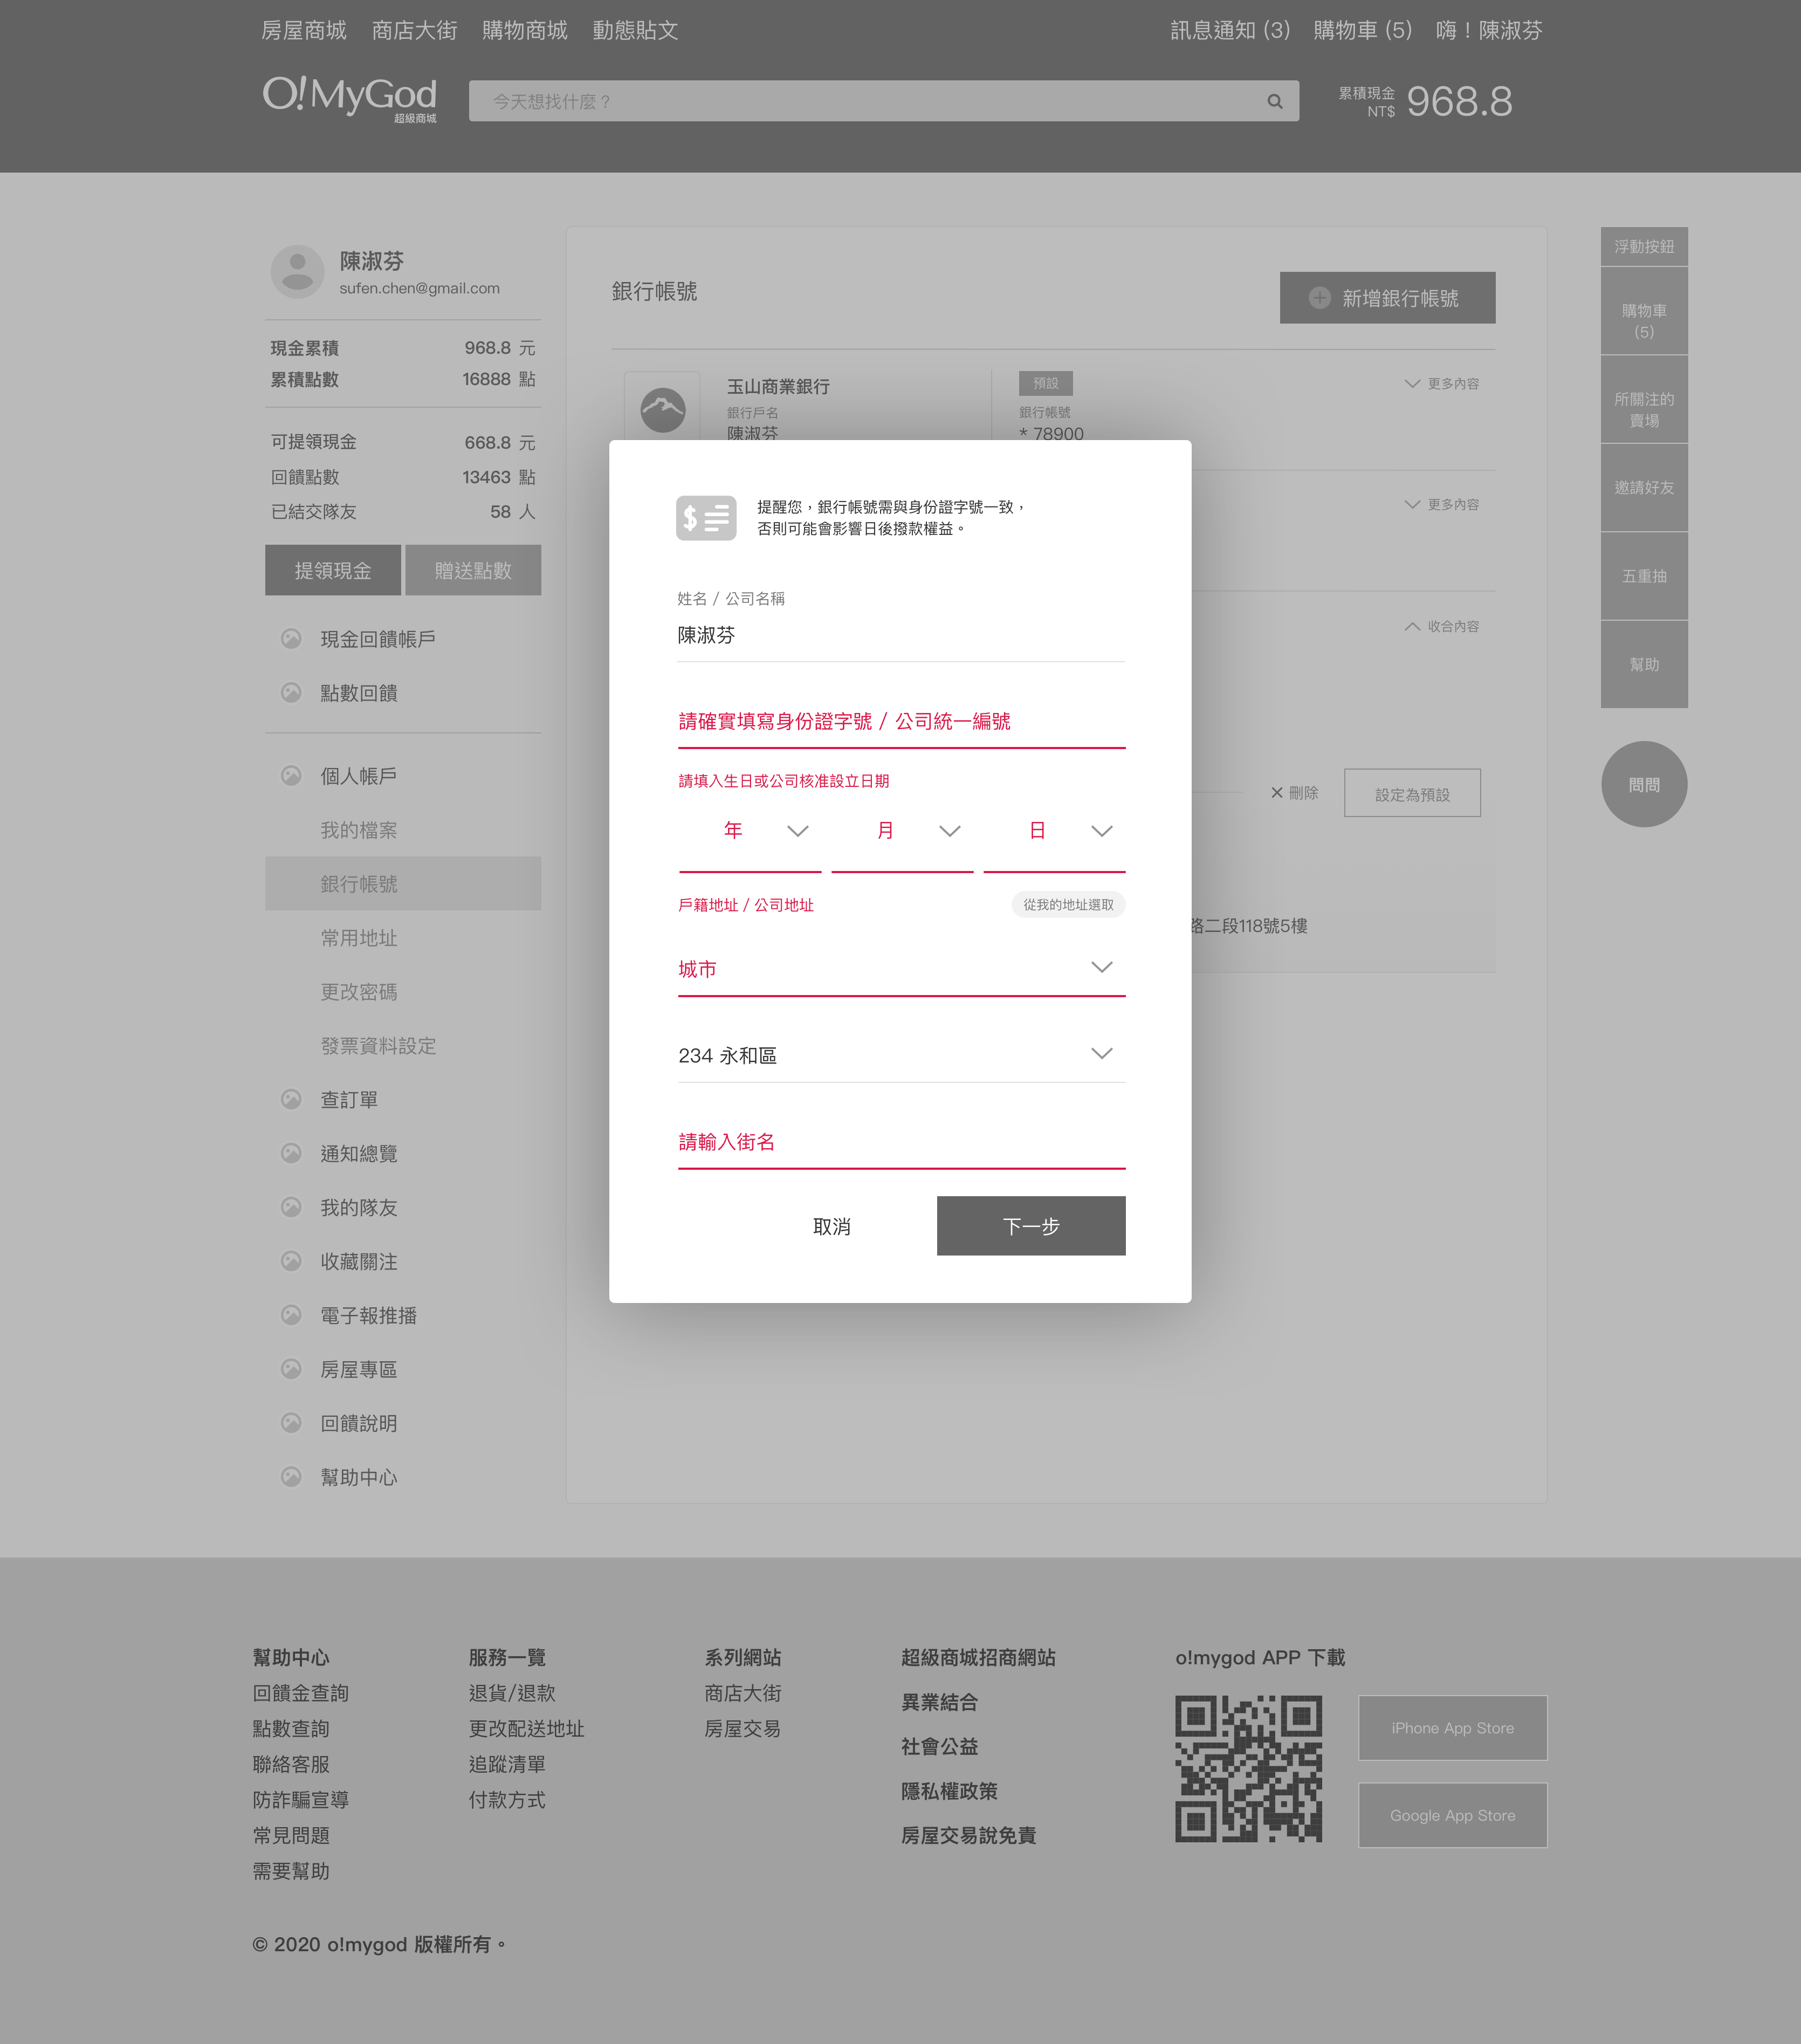 房屋商城 商店大街 購物商城 動態貼文 訊息通知 (3) 購物車 (5) 嗨！陳淑芬
O!MyGod
超級商城
今天想找什麼？
累積現金
NT$
968.8
陳淑芬
sufen.chen@gmail.com
現金累積 968.8 元
累積點數 16888 點
可提領現金 668.8 元
回饋點數 13463 點
已結交隊友 58 人
提領現金 贈送點數
現金回饋帳戶
點數回饋
個人帳戶
我的檔案
銀行帳號
常用地址
更改密碼
發票資料設定
查訂單
通知總覽
我的隊友
收藏關注
電子報推播
房屋專區
回饋說明
幫助中心
銀行帳號
新增銀行帳號
玉山商業銀行
銀行戶名
陳淑芬
預設
銀行帳號
* 78900
更多內容
更多內容
收合內容
刪除
設定為預設
路二段118號5樓
提醒您，銀行帳號需與身份證字號一致，
否則可能會影響日後撥款權益。
姓名 / 公司名稱
陳淑芬
請確實填寫身份證字號 / 公司統一編號
請填入生日或公司核准設立日期
年 月 日
戶籍地址 / 公司地址 從我的地址選取
城市
234 永和區
請輸入街名
取消 下一步
浮動按鈕
購物車
(5)
所關注的
賣場
邀請好友
五重抽
幫助
問問
幫助中心
回饋金查詢
點數查詢
聯絡客服
防詐騙宣導
常見問題
需要幫助
服務一覽
退貨/退款
更改配送地址
追蹤清單
付款方式
系列網站
商店大街
房屋交易
超級商城招商網站
異業結合
社會公益
隱私權政策
房屋交易說免責
o!mygod APP 下載
iPhone App Store
Google App Store
© 2020 o!mygod 版權所有。